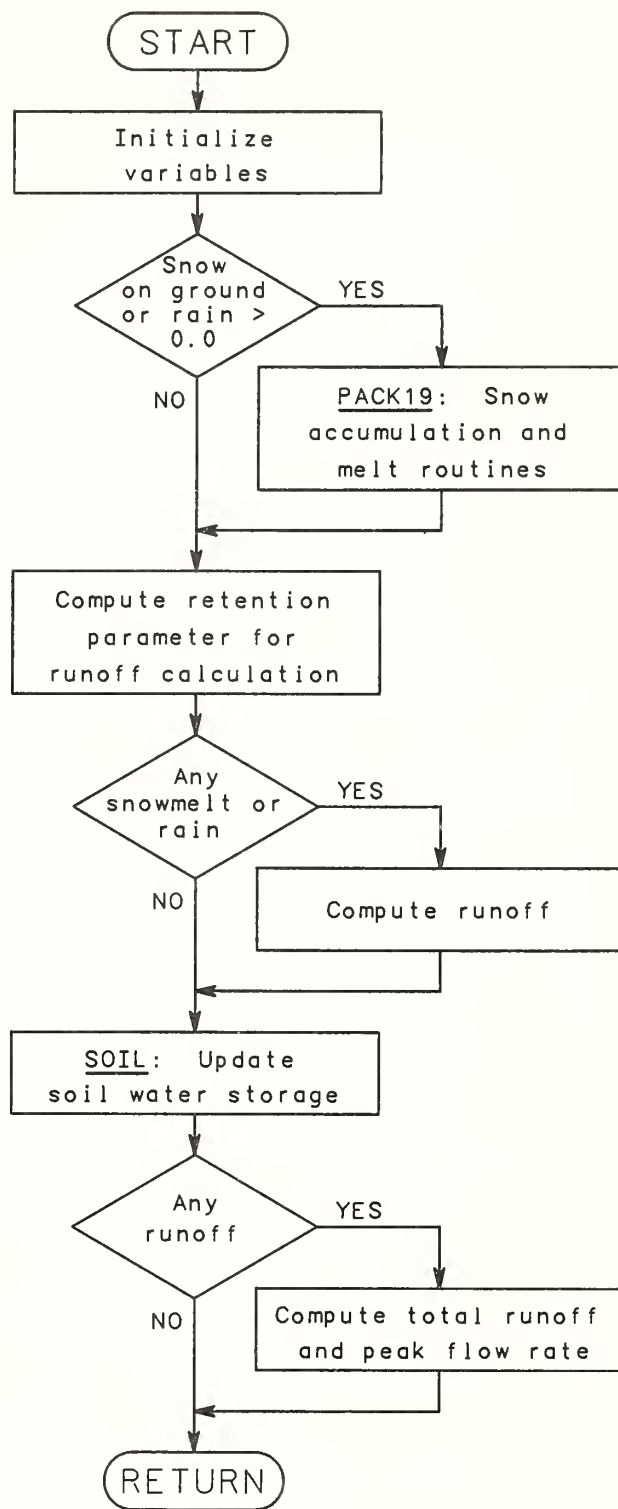 START
Initialize
variables
Snow
on ground
or rain >
0.0
YES
NO
PACK19: Snow
accumulation and
melt routines
Compute retention
parameter for
runoff calculation
Any
snowmelt or
rain
YES
NO
Compute runoff
SOIL: Update
soil water storage
Any
runoff
YES
NO
Compute total runoff
and peak flow rate
RETURN